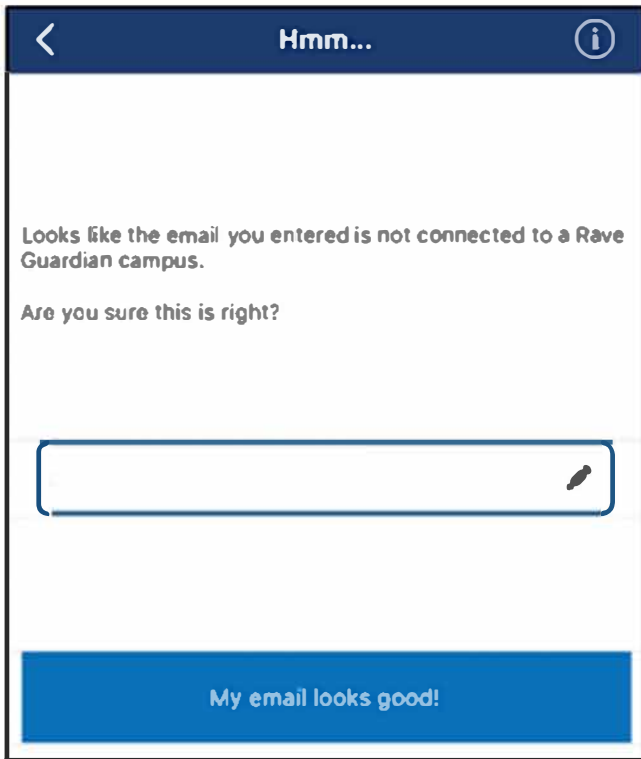 Hmm...
Looks like the email you entered is not connected to a Rave
Guardian campus.
Are you sure this is right?
My email looks good!